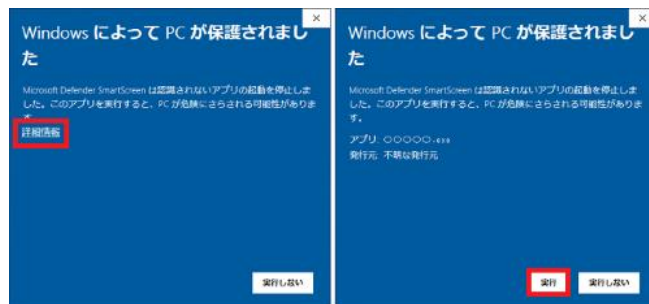 Windows によって PC が保護されまし
た
Microsoft Defender SmartScreen は認識されないアプリの起動を停止しま
した。このアプリを実行すると、PC が危険にさらされる可能性がありま
す。
詳細情報
実行しない
Windows によって PC が保護されまし
た
Microsoft Defender SmartScreen は認識されないアプリの起動を停止しま
した。このアプリを実行すると、PC が危険にさらされる可能性がありま
す。
アプリ: ○○○○○.exe
発行元: 不明な発行元
実行 実行しない